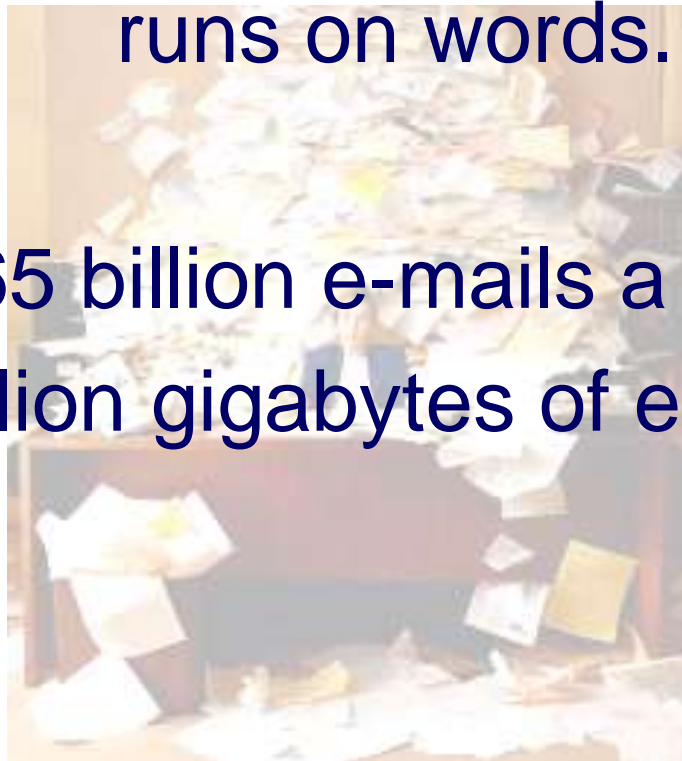 runs on words.
5 billion e-mails a
lion gigabytes of e